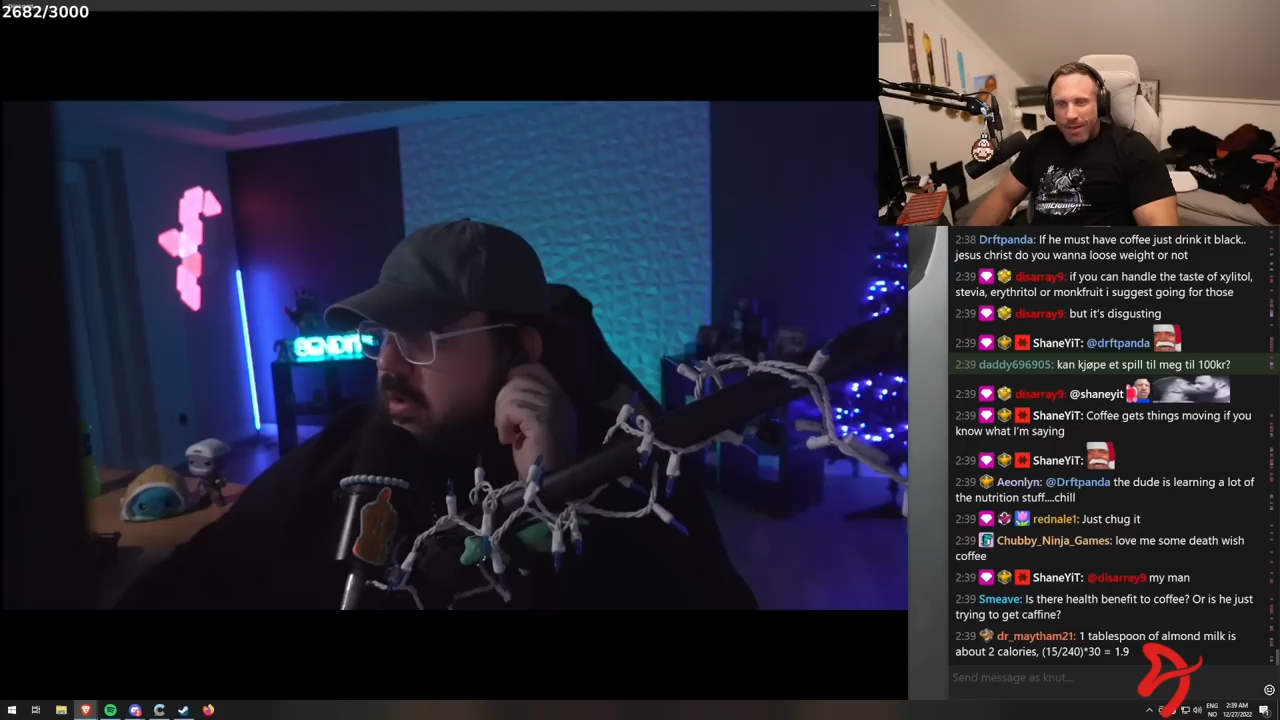 2682/3000
SENDIT
2:38 Drftpanda: If he must have coffee just drink it black..
jesus christ do you wanna loose weight or not
2:39 disarray9: if you can handle the taste of xylitol,
stevia, erythritol or monkfruit i suggest going for those
2:39 disarray9: but it's disgusting
2:39 ShaneYiT: @drftpanda
2:39 daddy696905: kan kjøpe et spill til meg til 100kr?
2:39 disarray9: @shaneyit
2:39 ShaneYiT: Coffee gets things moving if you
know what I'm saying
2:39 ShaneYiT:
2:39 Aeonlyn: @Drftpanda the dude is learning a lot of
the nutrition stuff....chill
2:39 rednale1: Just chug it
2:39 Chubby_Ninja_Games: love me some death wish
coffee
2:39 ShaneYiT: @disarray9 my man
2:39 Smeave: Is there health benefit to coffee? Or is he just
trying to get caffine?
2:39 dr_maytham21: 1 tablespoon of almond milk is
about 2 calories, (15/240)*30 = 1.9
Send message as knut...
ENG
NO
2:39 AM
12/27/2022